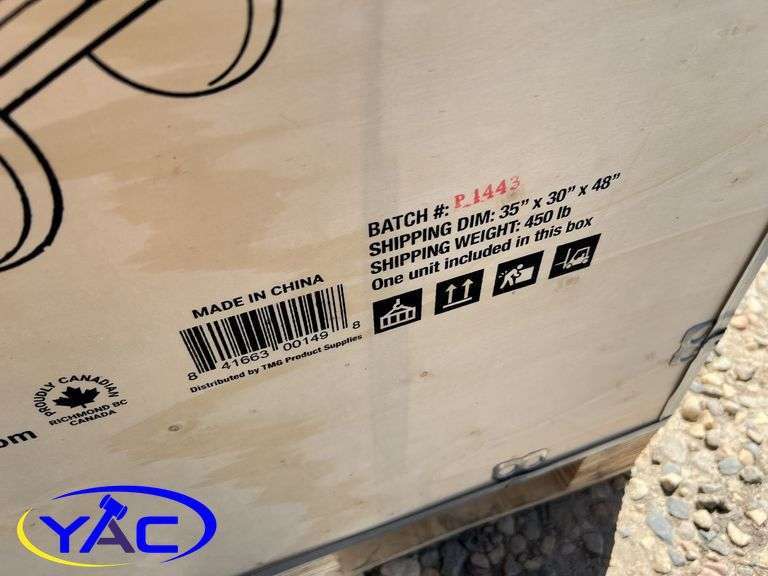 BATCH #: P.1443
SHIPPING DIM: 35" x 30" x 48"
SHIPPING WEIGHT: 450 lb
One unit included in this box
MADE IN CHINA
8 41663 00149 8
Distributed by TMG Product Supplies
PROUDLY CANADIAN
RICHMOND BC
CANADA
om
YAC